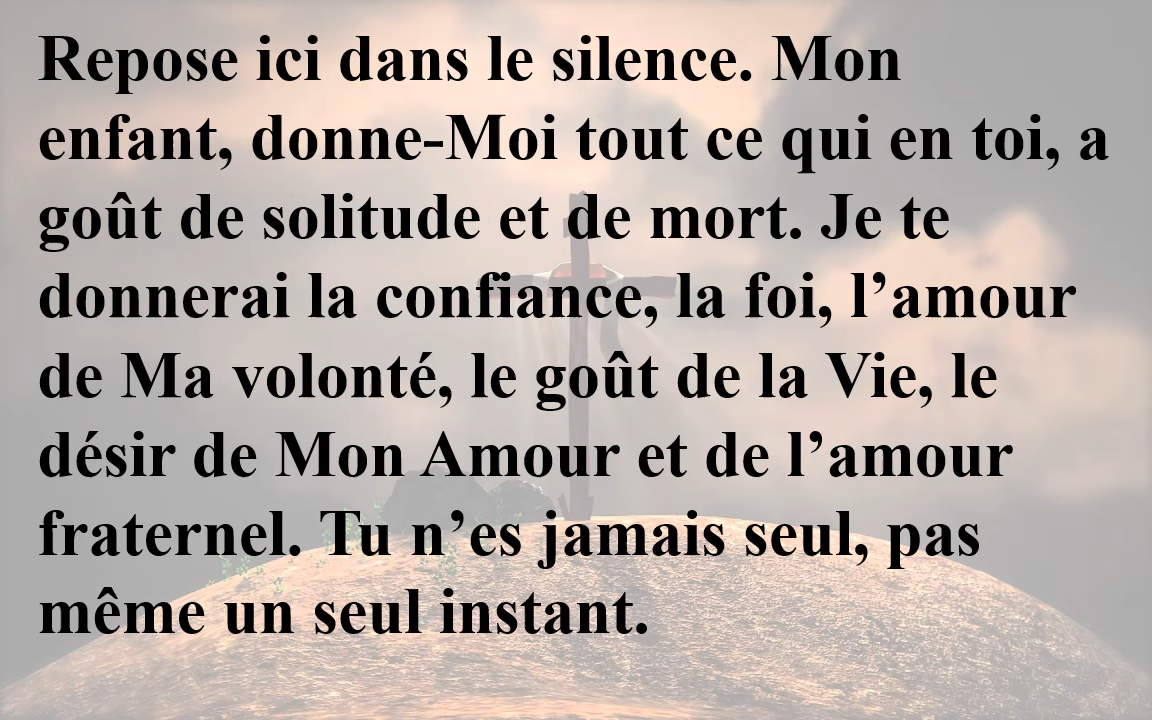 Repose ici dans le silence. Mon
enfant, donne-Moi tout ce qui en toi, a
goût de solitude et de mort. Je te
donnerai la confiance, la foi, l’amour
de Ma volonté, le goût de la Vie, le
désir de Mon Amour et de l’amour
fraternel. Tu n’es jamais seul, pas
même un seul instant.